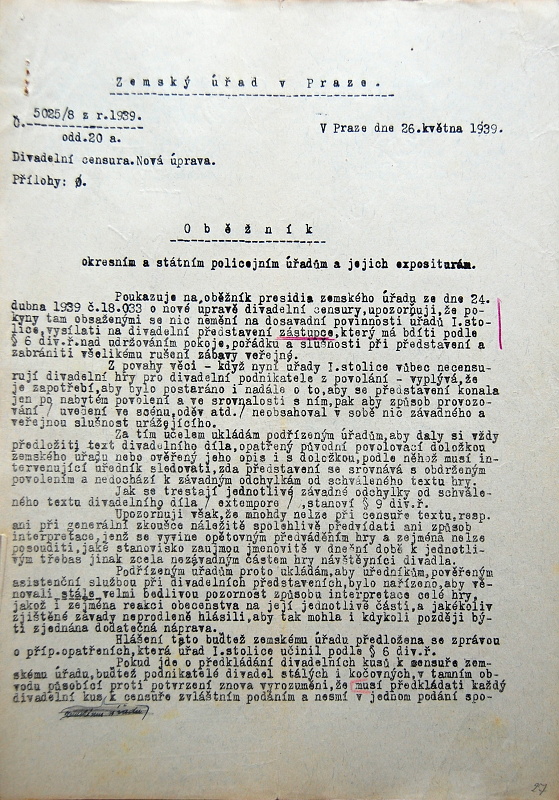 Zemský úřad v Praze.
Č. 5025/8 z r.1939.
odd.20 a.
V Praze dne 26.května 1939.
Divadelní censura.Nová úprava.
Přílohy: ∅.
Oběžník
okresním a státním policejním úřadům a jejich expositurám.
Poukazuje na,oběžník presidia zemského úřadu ze dne 24.
dubna 1939 č.18.033 o nové upravě divadelní censury,upozorňuji,že po-
kyny tam obsaženými se nic nemění na dosavadní povinnosti úřadů I.sto-
lice,vysílati na divadelní představení zástupce,který má bdíti podle
§ 6 div.ř.nad udržováním pokoje,pořádku a slušnosti při představení a
zabrániti všelikému rušení zábavy veřejný.
Z povahy věci - když nyní úřady I.stolice vůbec necensu-
rují divadelní hry pro divadelní podnikatele z povolání - vyplývá,že
je zapotřebí,aby bylo postaráno i nadále o to,aby se představení konala
jen po nabytém povolení a ve srovnalosti s ním,pak aby způsob provozo-
vání / uvedení ve scénu,oděv atd./ neobsahoval v sobě nic závadného a
veřejnou slušnost urážejícího.
Za tím účelem ukládám podřízeným úřadům,aby daly si vždy
předložiti text divadelního díla,opatřený původní povolovací doložkou
zemského úřadu nebo ověřený jeho opis i s doložkou,podle něhož musí in-
tervenující úředník sledovati,zda představení se srovnává s obdrženým
povolením a nedochází k závadným odchylkám od schváleného textu hry.
Jak se trestají jednotlivé závadné odchylky od schvále-
ného textu divadelního díla / extempore / ,stanoví § 9 div.ř.
Upozorňuji však,že mnohdy nelze při censuře textu,resp.
ani při generální zkoušce náležitě spolehlivě předvídati ani způsob
interpretace,jenž se vyvine opětovným předváděním hry a zejména nelze
posouditi,jaké stanovisko zaujmou jmenovitě v dnešní době k jednotli-
vým třebas jinak zcela nezávadným částem hry návštěvníci divadla.
Podřízeným úřadům proto ukládám,aby úředníkům,pověřeným
asistenční službou při divadelních představeních,bylo nařízeno,aby vě-
novali stále velmi bedlivou pozornost způsobu interpretace celé hry,
jakož i zejména reakci obecenstva na její jednotlivé části,a jakékoliv
zjištěné závady neprodleně hlásili,aby tak mohla i kdykoli později bý-
ti zjednána dodatečná náprava.
Hlášení tato buďtež zemskému úřadu předložena se zprávou
o příp.opatřeních,která úřad I.stolice učinil podle § 6 div.ř.
Pokud jde o předkládání divadelních kusů k censuře zem-
skému úřadu,buďtež podnikatelé divadel stálých i kočovných,v tamním ob-
vodu působící proti potvrzení znova vyrozuměni,že musí předkládati každý
divadelní kus k censuře zvláštním podáním a nesmí v jednom podání spo-
27